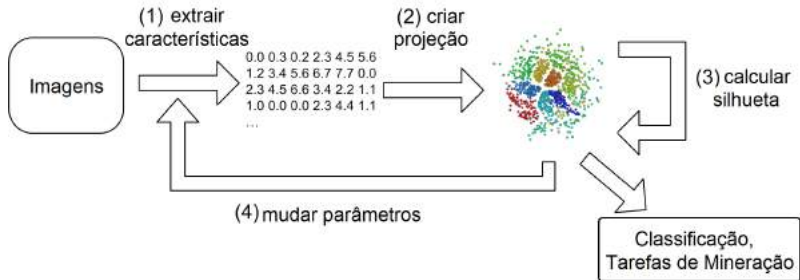 (1) extrair
características
(2) criar
projeção
Imagens
0.0 0.3 0.2 2.3 4.5 5.6
1.2 3.4 5.6 6.7 7.7 0.0
2.3 4.5 6.6 3.4 2.2 1.1
1.0 0.0 0.0 2.3 4.4 1.1
...
(3) calcular
silhueta
(4) mudar parâmetros
Classificação,
Tarefas de Mineração